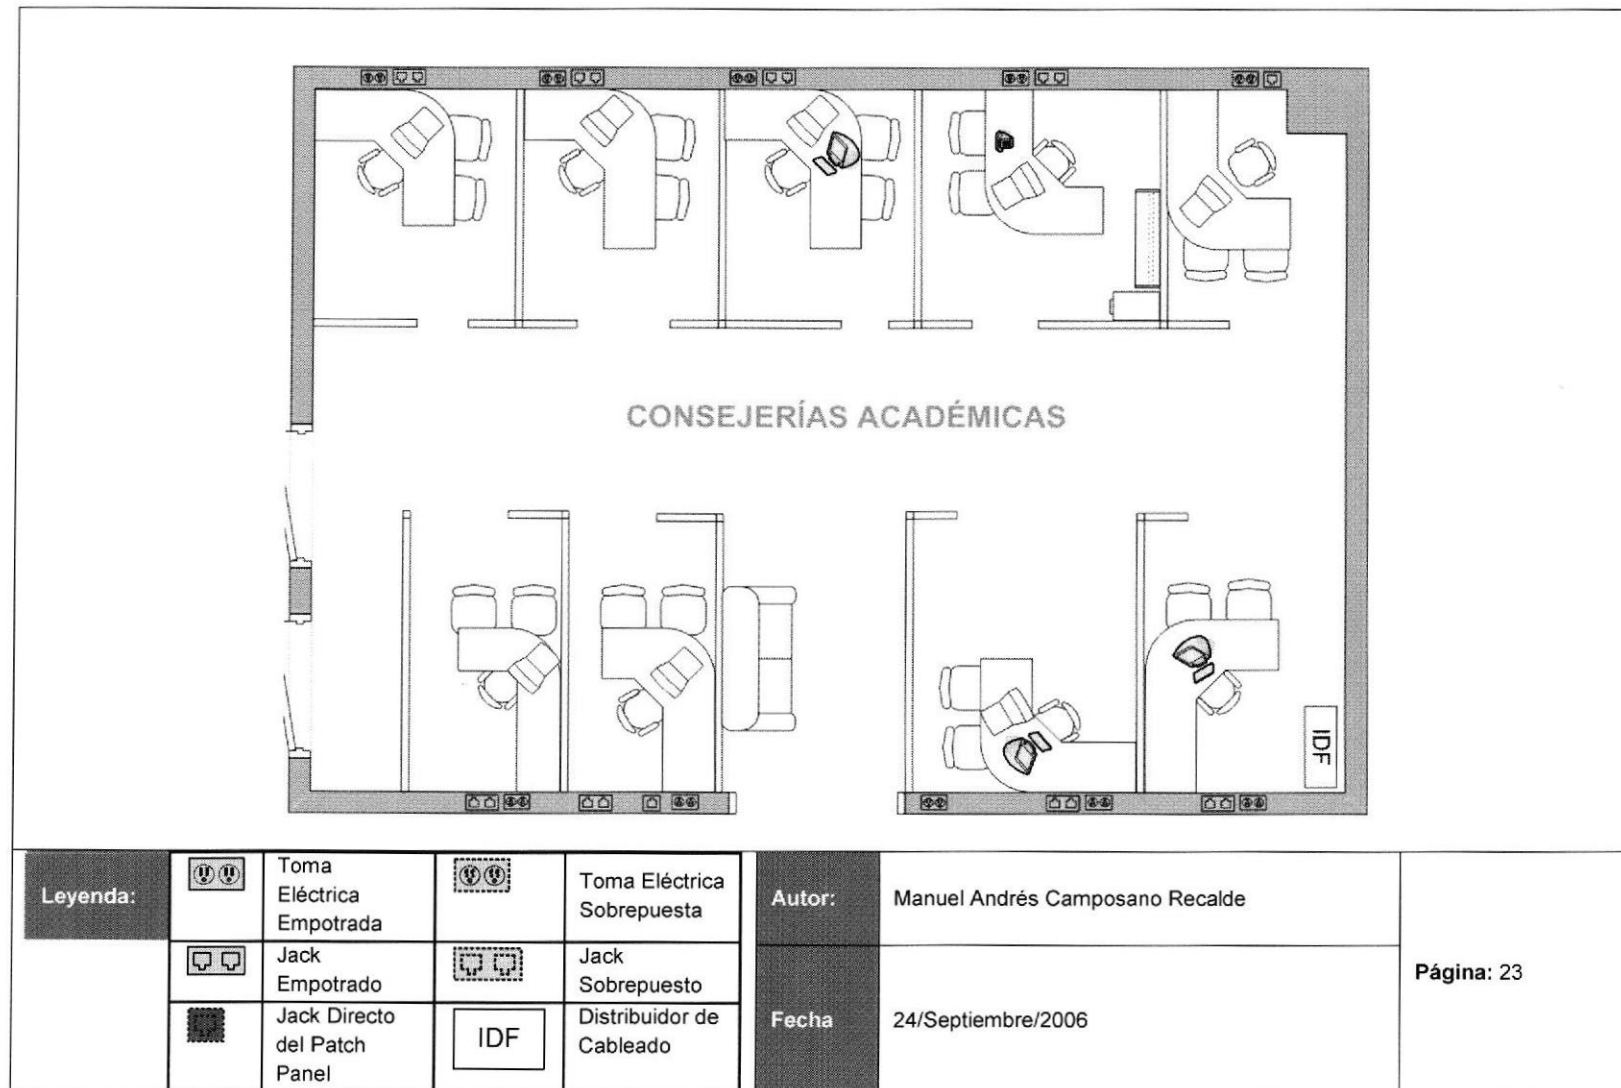 CONSEJERÍAS ACADÉMICAS
IDF
Leyenda:
Toma
Eléctrica
Empotrada
Toma Eléctrica
Sobrepuesta
Jack
Empotrado
Jack
Sobrepuesto
Jack Directo
del Patch
Panel
IDF
Distribuidor de
Cableado
Autor:
Manuel Andrés Camposano Recalde
Fecha
24/Septiembre/2006
Página: 23